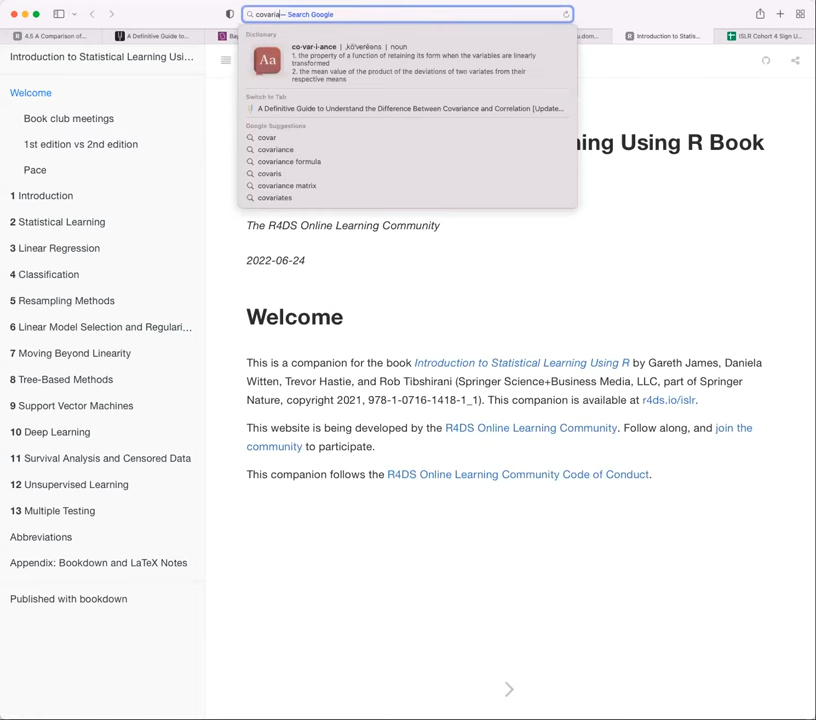 covaria — Search Google
4.5 A Comparison of...
A Definitive Guide to...
Introduction to Statis...
ISLR Cohort 4 Sign U...
Introduction to Statistical Learning Usi...
Dictionary
Aa
co·var·i·ance | ˌkōˈverēəns | noun
1. the property of a function of retaining its form when the variables are linearly
transformed
2. the mean value of the product of the deviations of two variates from their
respective means
Switch to Tab
A Definitive Guide to Understand the Difference Between Covariance and Correlation [Update...
Google Suggestions
covar
covariance
covariance formula
covaris
covariance matrix
covariates
Welcome
Book club meetings
1st edition vs 2nd edition
Pace
1 Introduction
2 Statistical Learning
3 Linear Regression
4 Classification
5 Resampling Methods
6 Linear Model Selection and Regulari...
7 Moving Beyond Linearity
8 Tree-Based Methods
9 Support Vector Machines
10 Deep Learning
11 Survival Analysis and Censored Data
12 Unsupervised Learning
13 Multiple Testing
Abbreviations
Appendix: Bookdown and LaTeX Notes
Published with bookdown
ing Using R Book
The R4DS Online Learning Community
2022-06-24
Welcome
This is a companion for the book Introduction to Statistical Learning Using R by Gareth James, Daniela
Witten, Trevor Hastie, and Rob Tibshirani (Springer Science+Business Media, LLC, part of Springer
Nature, copyright 2021, 978-1-0716-1418-1_1). This companion is available at r4ds.io/islr.
This website is being developed by the R4DS Online Learning Community. Follow along, and join the
community to participate.
This companion follows the R4DS Online Learning Community Code of Conduct.